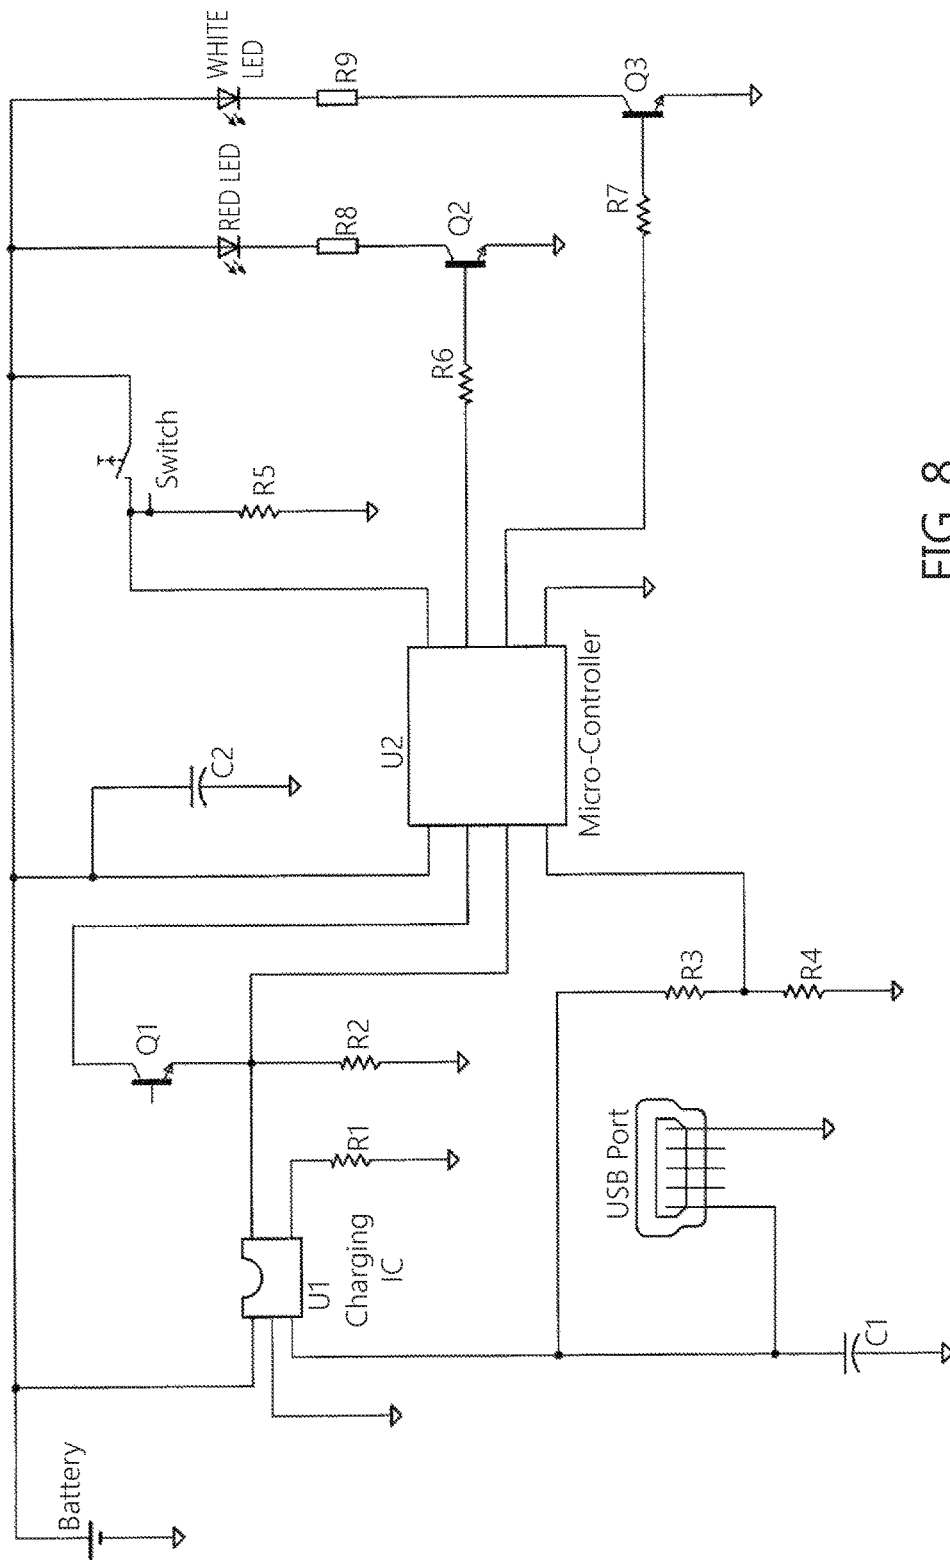 Battery
U1
Charging
IC
R1
Q1
R2
C1
USB Port
R3
R4
C2
U2
Micro-Controller
Switch
R5
R6
Q2
R8
RED LED
R7
Q3
R9
WHITE
LED
FIG. 8